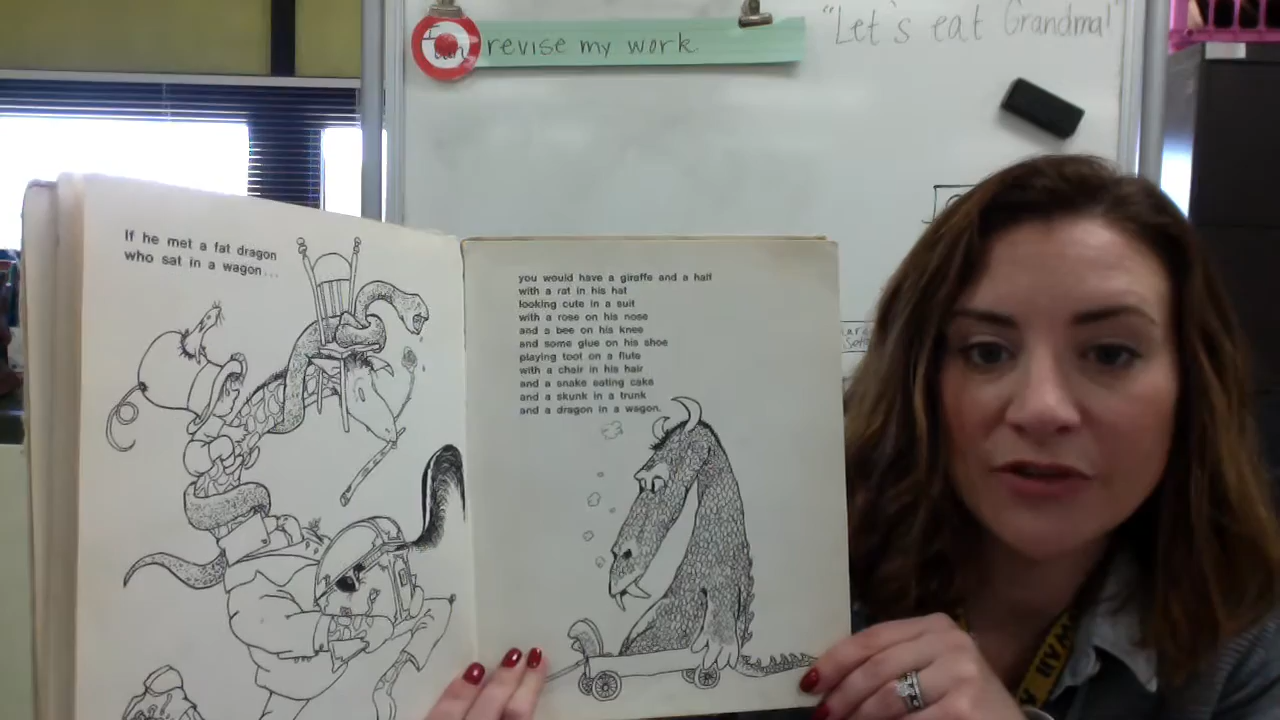 I can revise my work
"Let's eat Grandma!"
If he met a fat dragon
who sat in a wagon...
you would have a giraffe and a half
with a rat in his hat
looking cute in a suit
with a rose on his nose
and a bee on his knee
and some glue on his shoe
playing toot on a flute
with a chair in his hair
and a snake eating cake
and a skunk in a trunk
and a dragon in a wagon.